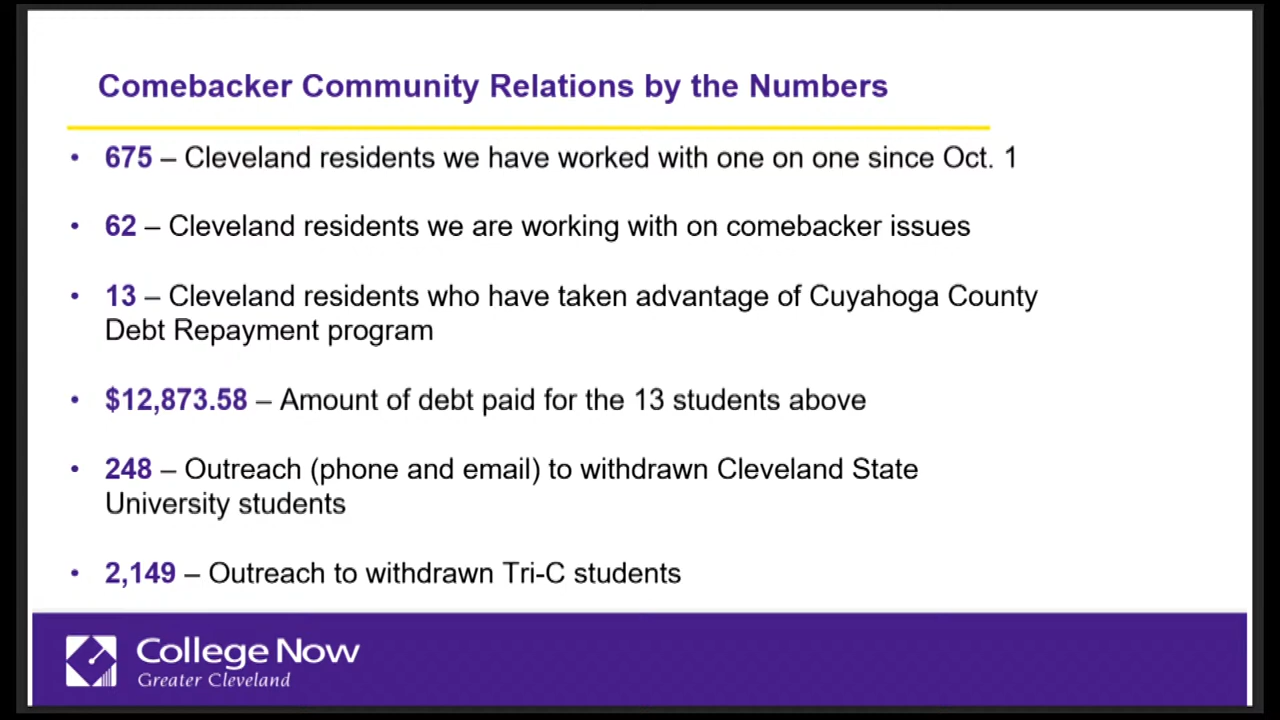 Comebacker Community Relations by the Numbers
• 675 – Cleveland residents we have worked with one on one since Oct. 1
• 62 – Cleveland residents we are working with on comebacker issues
• 13 – Cleveland residents who have taken advantage of Cuyahoga County
Debt Repayment program
• $12,873.58 – Amount of debt paid for the 13 students above
• 248 – Outreach (phone and email) to withdrawn Cleveland State
University students
• 2,149 – Outreach to withdrawn Tri-C students
College Now
Greater Cleveland